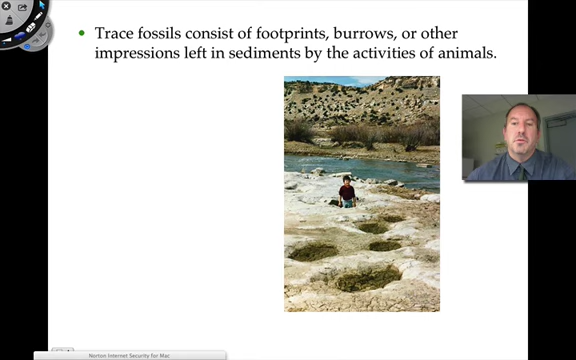 Trace fossils consist of footprints, burrows, or other
impressions left in sediments by the activities of animals.
Norton Internet Security for Mac